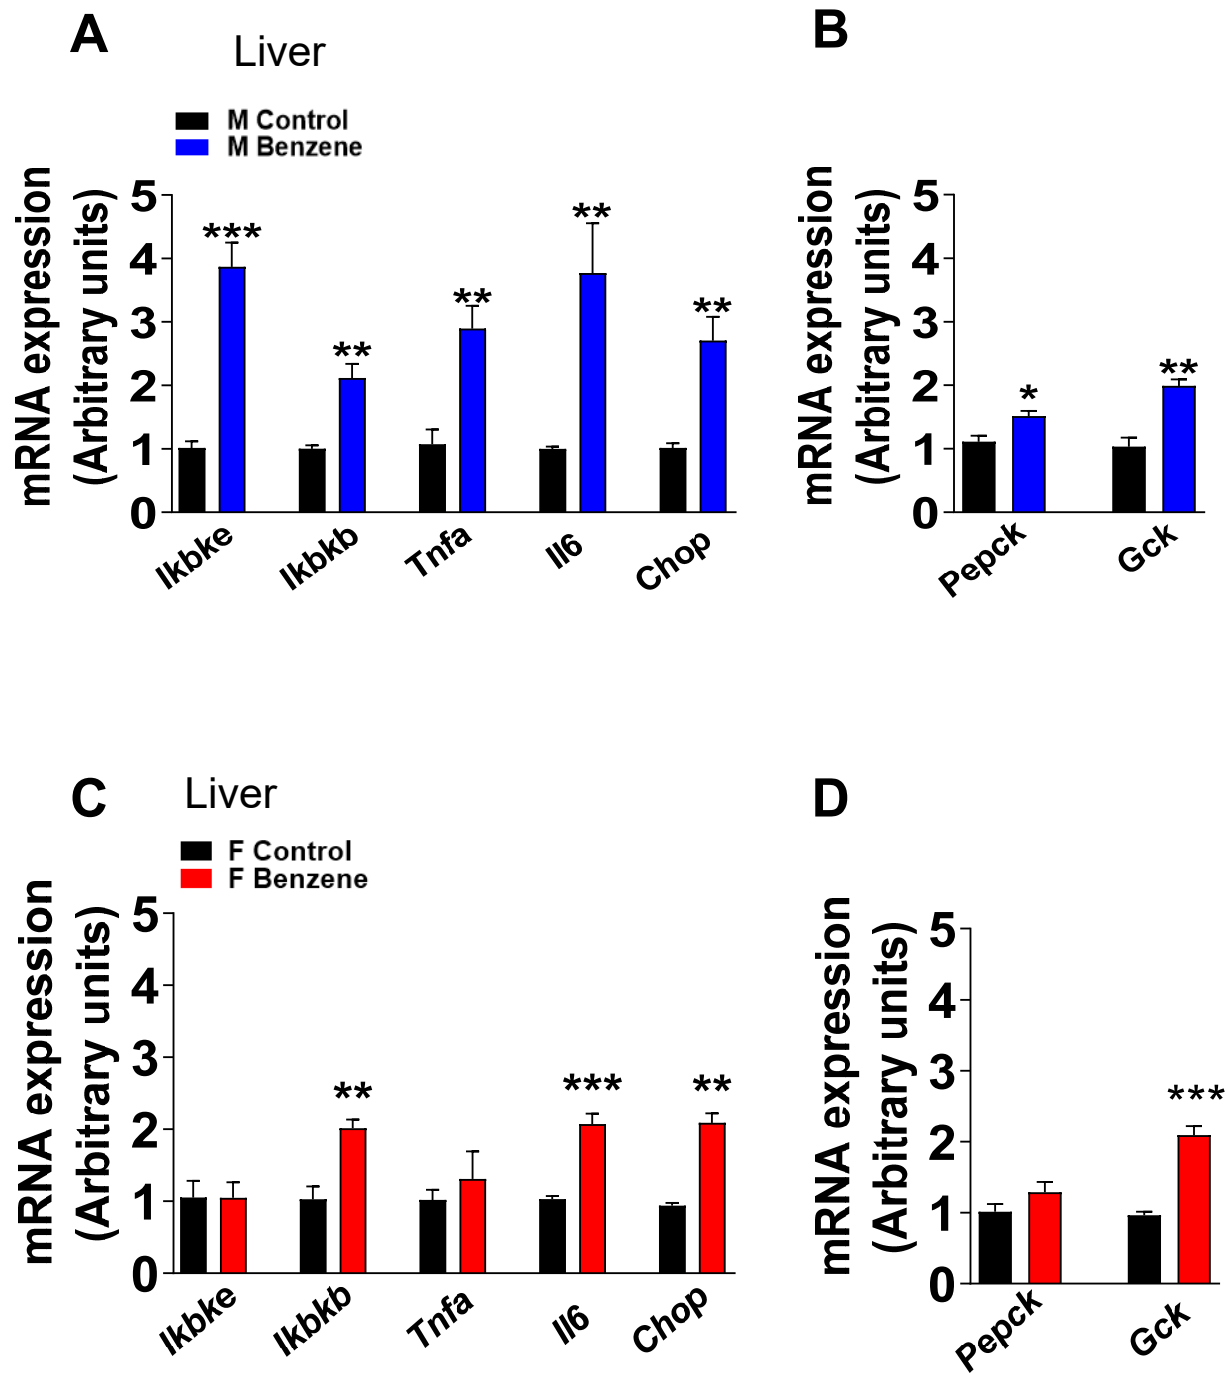 A
Liver
M Control
M Benzene
mRNA expression
(Arbitrary units)
5
4
3
2
1
0
***
**
**
**
**
Ikbke
Ikbkb
Tnfa
Il6
Chop
B
mRNA expression
(Arbitrary units)
5
4
3
2
1
0
*
**
Pepck
Gck
C
Liver
F Control
F Benzene
mRNA expression
(Arbitrary units)
5
4
3
2
1
0
**
***
**
Ikbke
Ikbkb
Tnfa
Il6
Chop
D
mRNA expression
(Arbitrary units)
5
4
3
2
1
0
***
Pepck
Gck